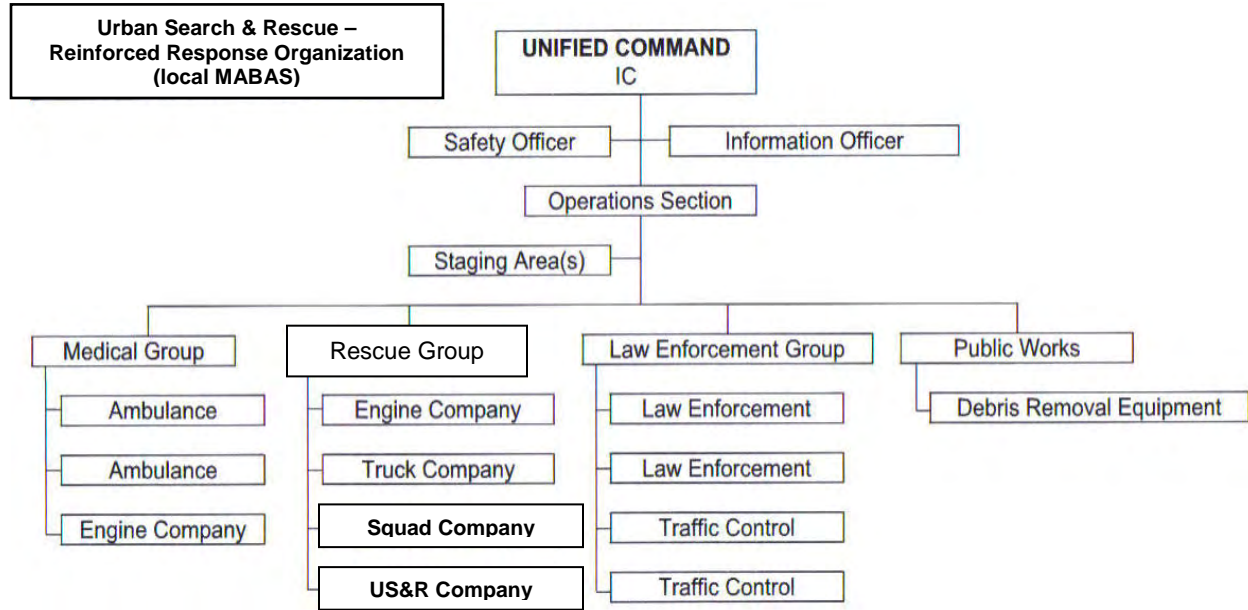 Urban Search & Rescue –
Reinforced Response Organization
(local MABAS)
UNIFIED COMMAND
IC
Safety Officer
Information Officer
Operations Section
Staging Area(s)
Medical Group
Rescue Group
Law Enforcement Group
Public Works
Ambulance
Engine Company
Law Enforcement
Debris Removal Equipment
Ambulance
Truck Company
Law Enforcement
Engine Company
Squad Company
Traffic Control
US&R Company
Traffic Control